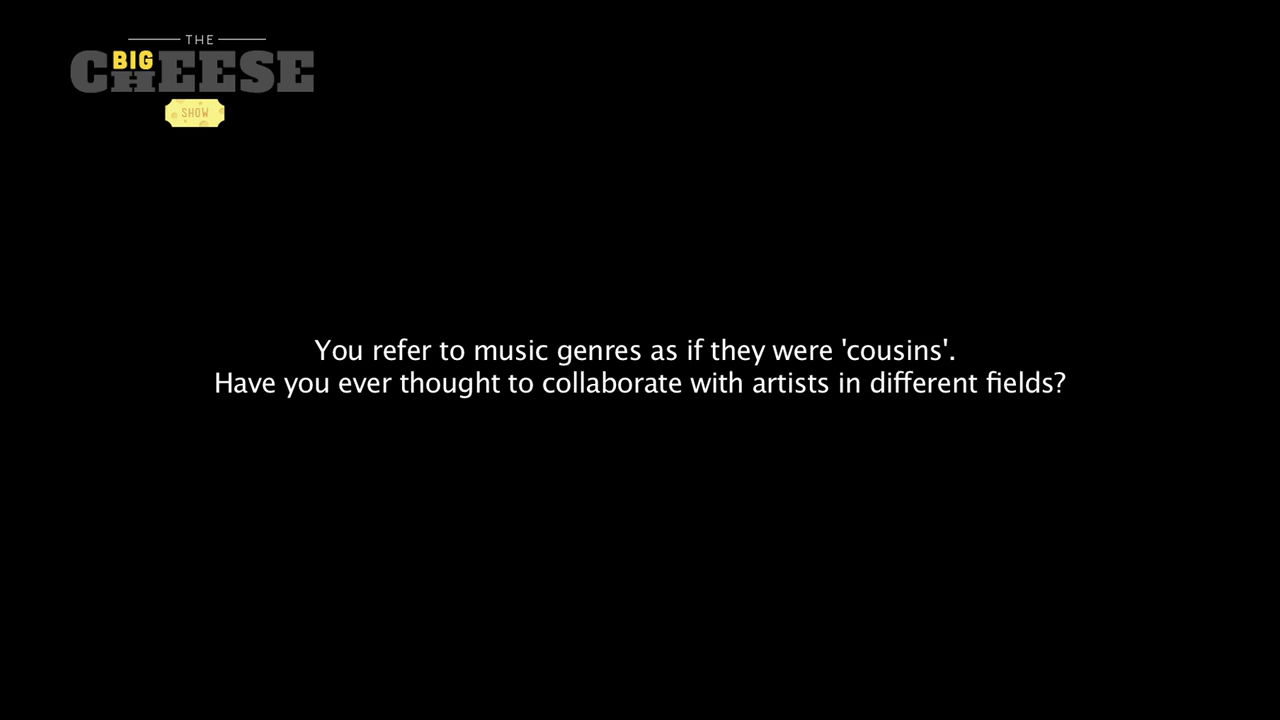 THE
BIG
CHEESE
SHOW
You refer to music genres as if they were 'cousins'.
Have you ever thought to collaborate with artists in different fields?